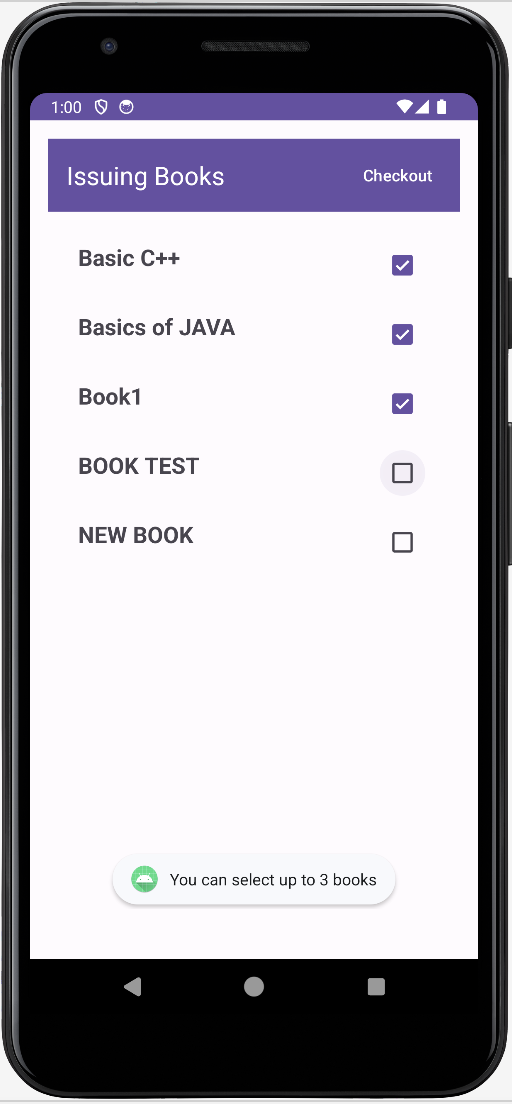 1:00
Issuing Books
Checkout
Basic C++
Basics of JAVA
Book1
BOOK TEST
NEW BOOK
You can select up to 3 books